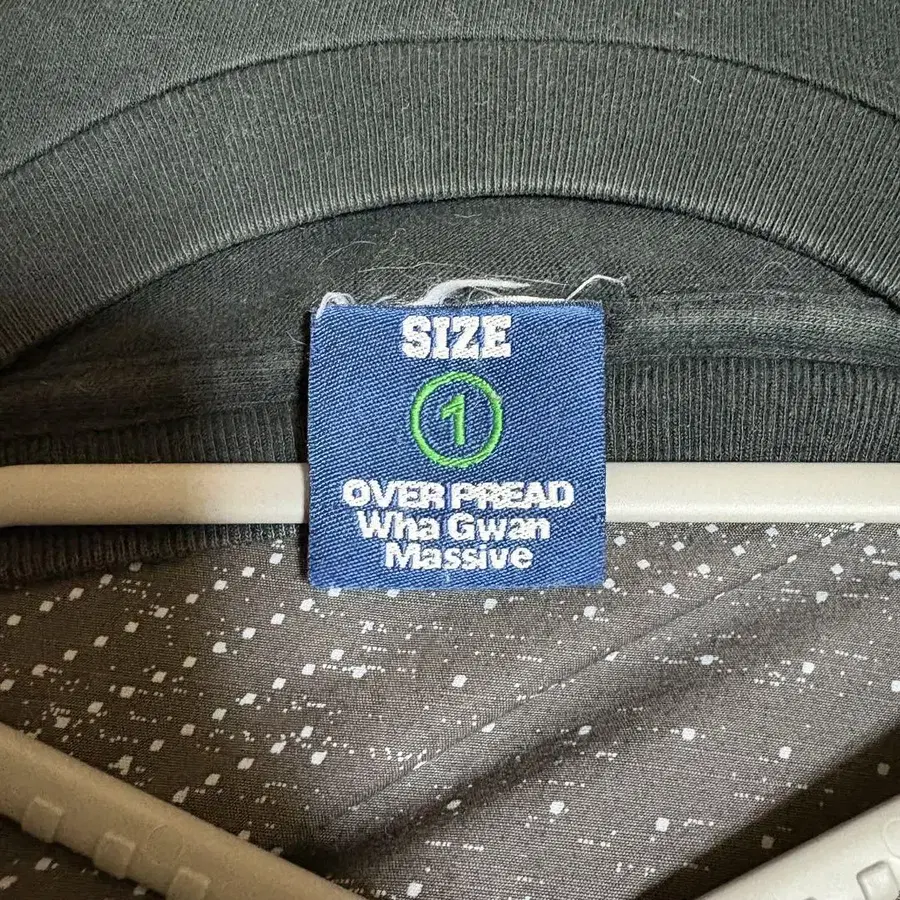 SIZE
1
OVER PREAD
Wha Gwan
Massive